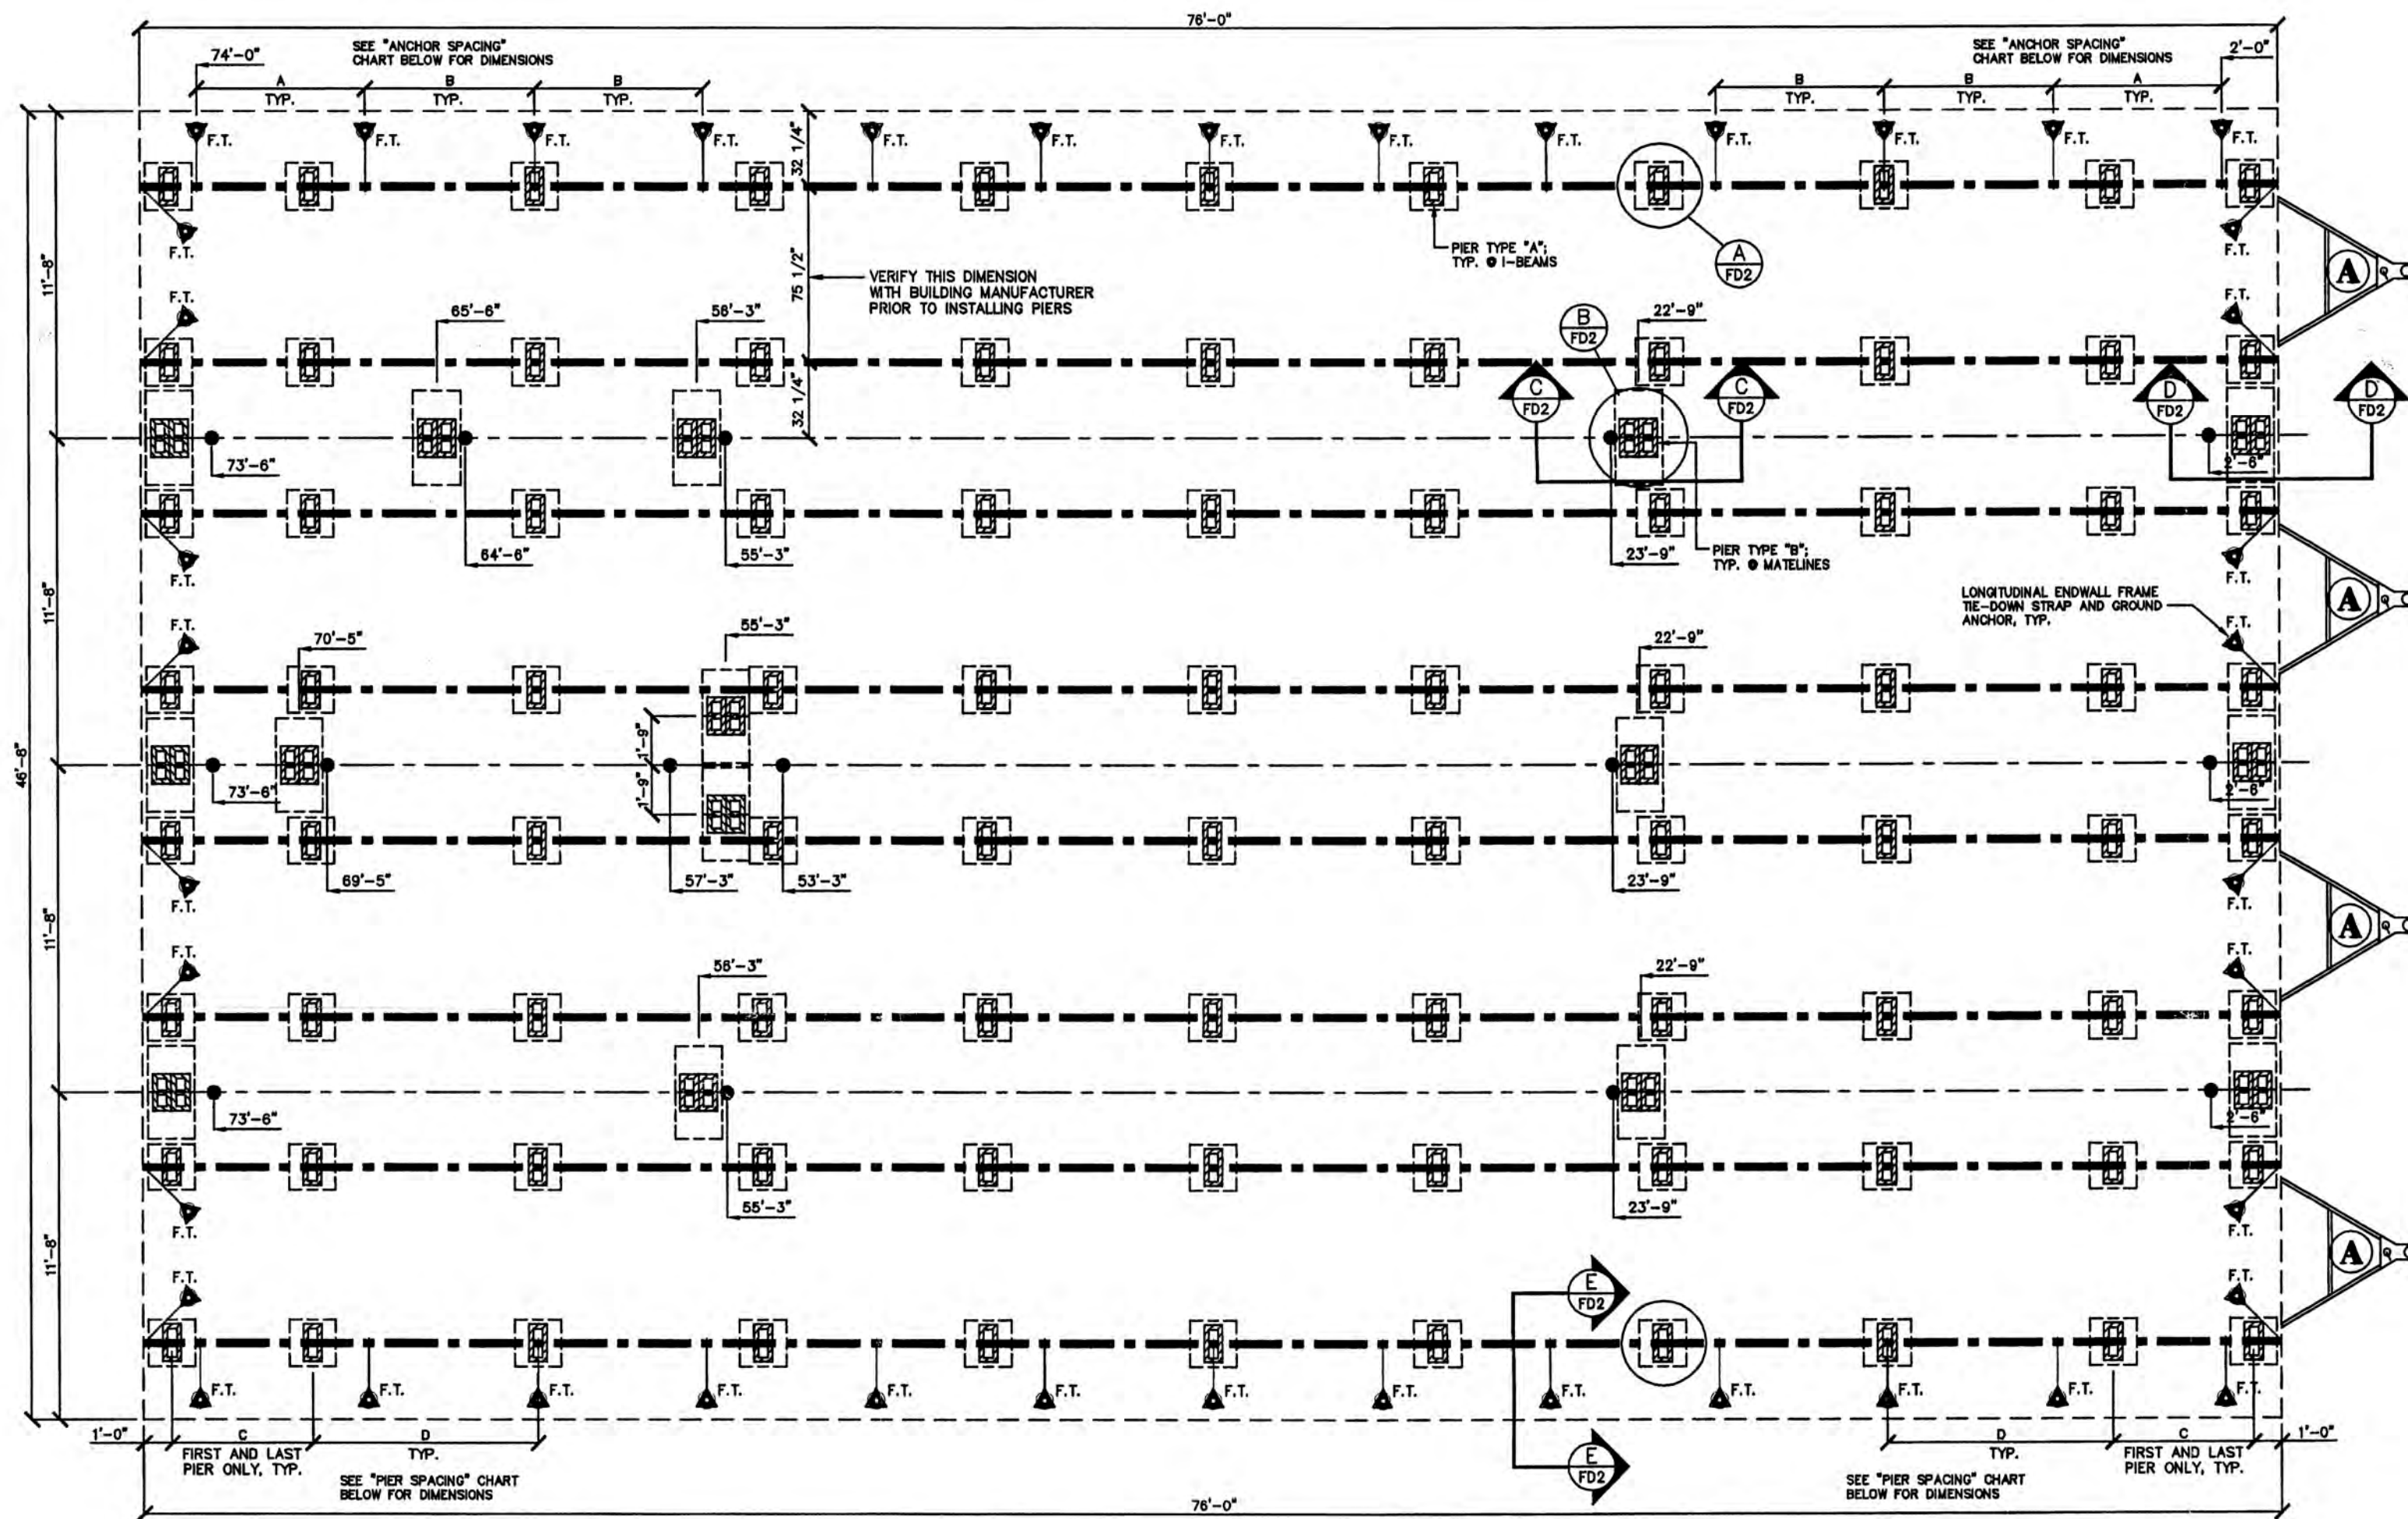 76'-0"
74'-0"
SEE "ANCHOR SPACING"
CHART BELOW FOR DIMENSIONS
SEE "ANCHOR SPACING"
CHART BELOW FOR DIMENSIONS
2'-0"
A
TYP.
B
TYP.
B
TYP.
B
TYP.
B
TYP.
A
TYP.
F.T.
F.T.
F.T.
F.T.
F.T.
F.T.
F.T.
F.T.
F.T.
F.T.
F.T.
F.T.
F.T.
32 1/4"
F.T.
F.T.
11'-8"
75 1/2"
VERIFY THIS DIMENSION
WITH BUILDING MANUFACTURER
PRIOR TO INSTALLING PIERS
PIER TYPE "A";
TYP. @ I-BEAMS
A
FD2
A
F.T.
F.T.
65'-6"
56'-3"
B
FD2
22'-9"
32 1/4"
C
FD2
C
FD2
D
FD2
D
FD2
73'-6"
2'-6"
64'-6"
55'-3"
23'-9"
PIER TYPE "B";
TYP. @ MATELINES
F.T.
F.T.
11'-8"
LONGITUDINAL ENDWALL FRAME
TIE-DOWN STRAP AND GROUND
ANCHOR, TYP.
A
F.T.
F.T.
70'-5"
55'-3"
22'-9"
46'-8"
1'-9"
1'-9"
73'-6"
2'-6"
69'-5"
57'-3"
53'-3"
23'-9"
F.T.
F.T.
11'-8"
A
F.T.
F.T.
56'-3"
22'-9"
73'-6"
2'-6"
55'-3"
23'-9"
F.T.
F.T.
11'-8"
A
F.T.
F.T.
E
FD2
F.T.
F.T.
F.T.
F.T.
F.T.
F.T.
F.T.
F.T.
F.T.
F.T.
F.T.
F.T.
F.T.
1'-0"
C
FIRST AND LAST
PIER ONLY, TYP.
D
TYP.
SEE "PIER SPACING" CHART
BELOW FOR DIMENSIONS
E
FD2
D
TYP.
C
FIRST AND LAST
PIER ONLY, TYP.
1'-0"
SEE "PIER SPACING" CHART
BELOW FOR DIMENSIONS
76'-0"